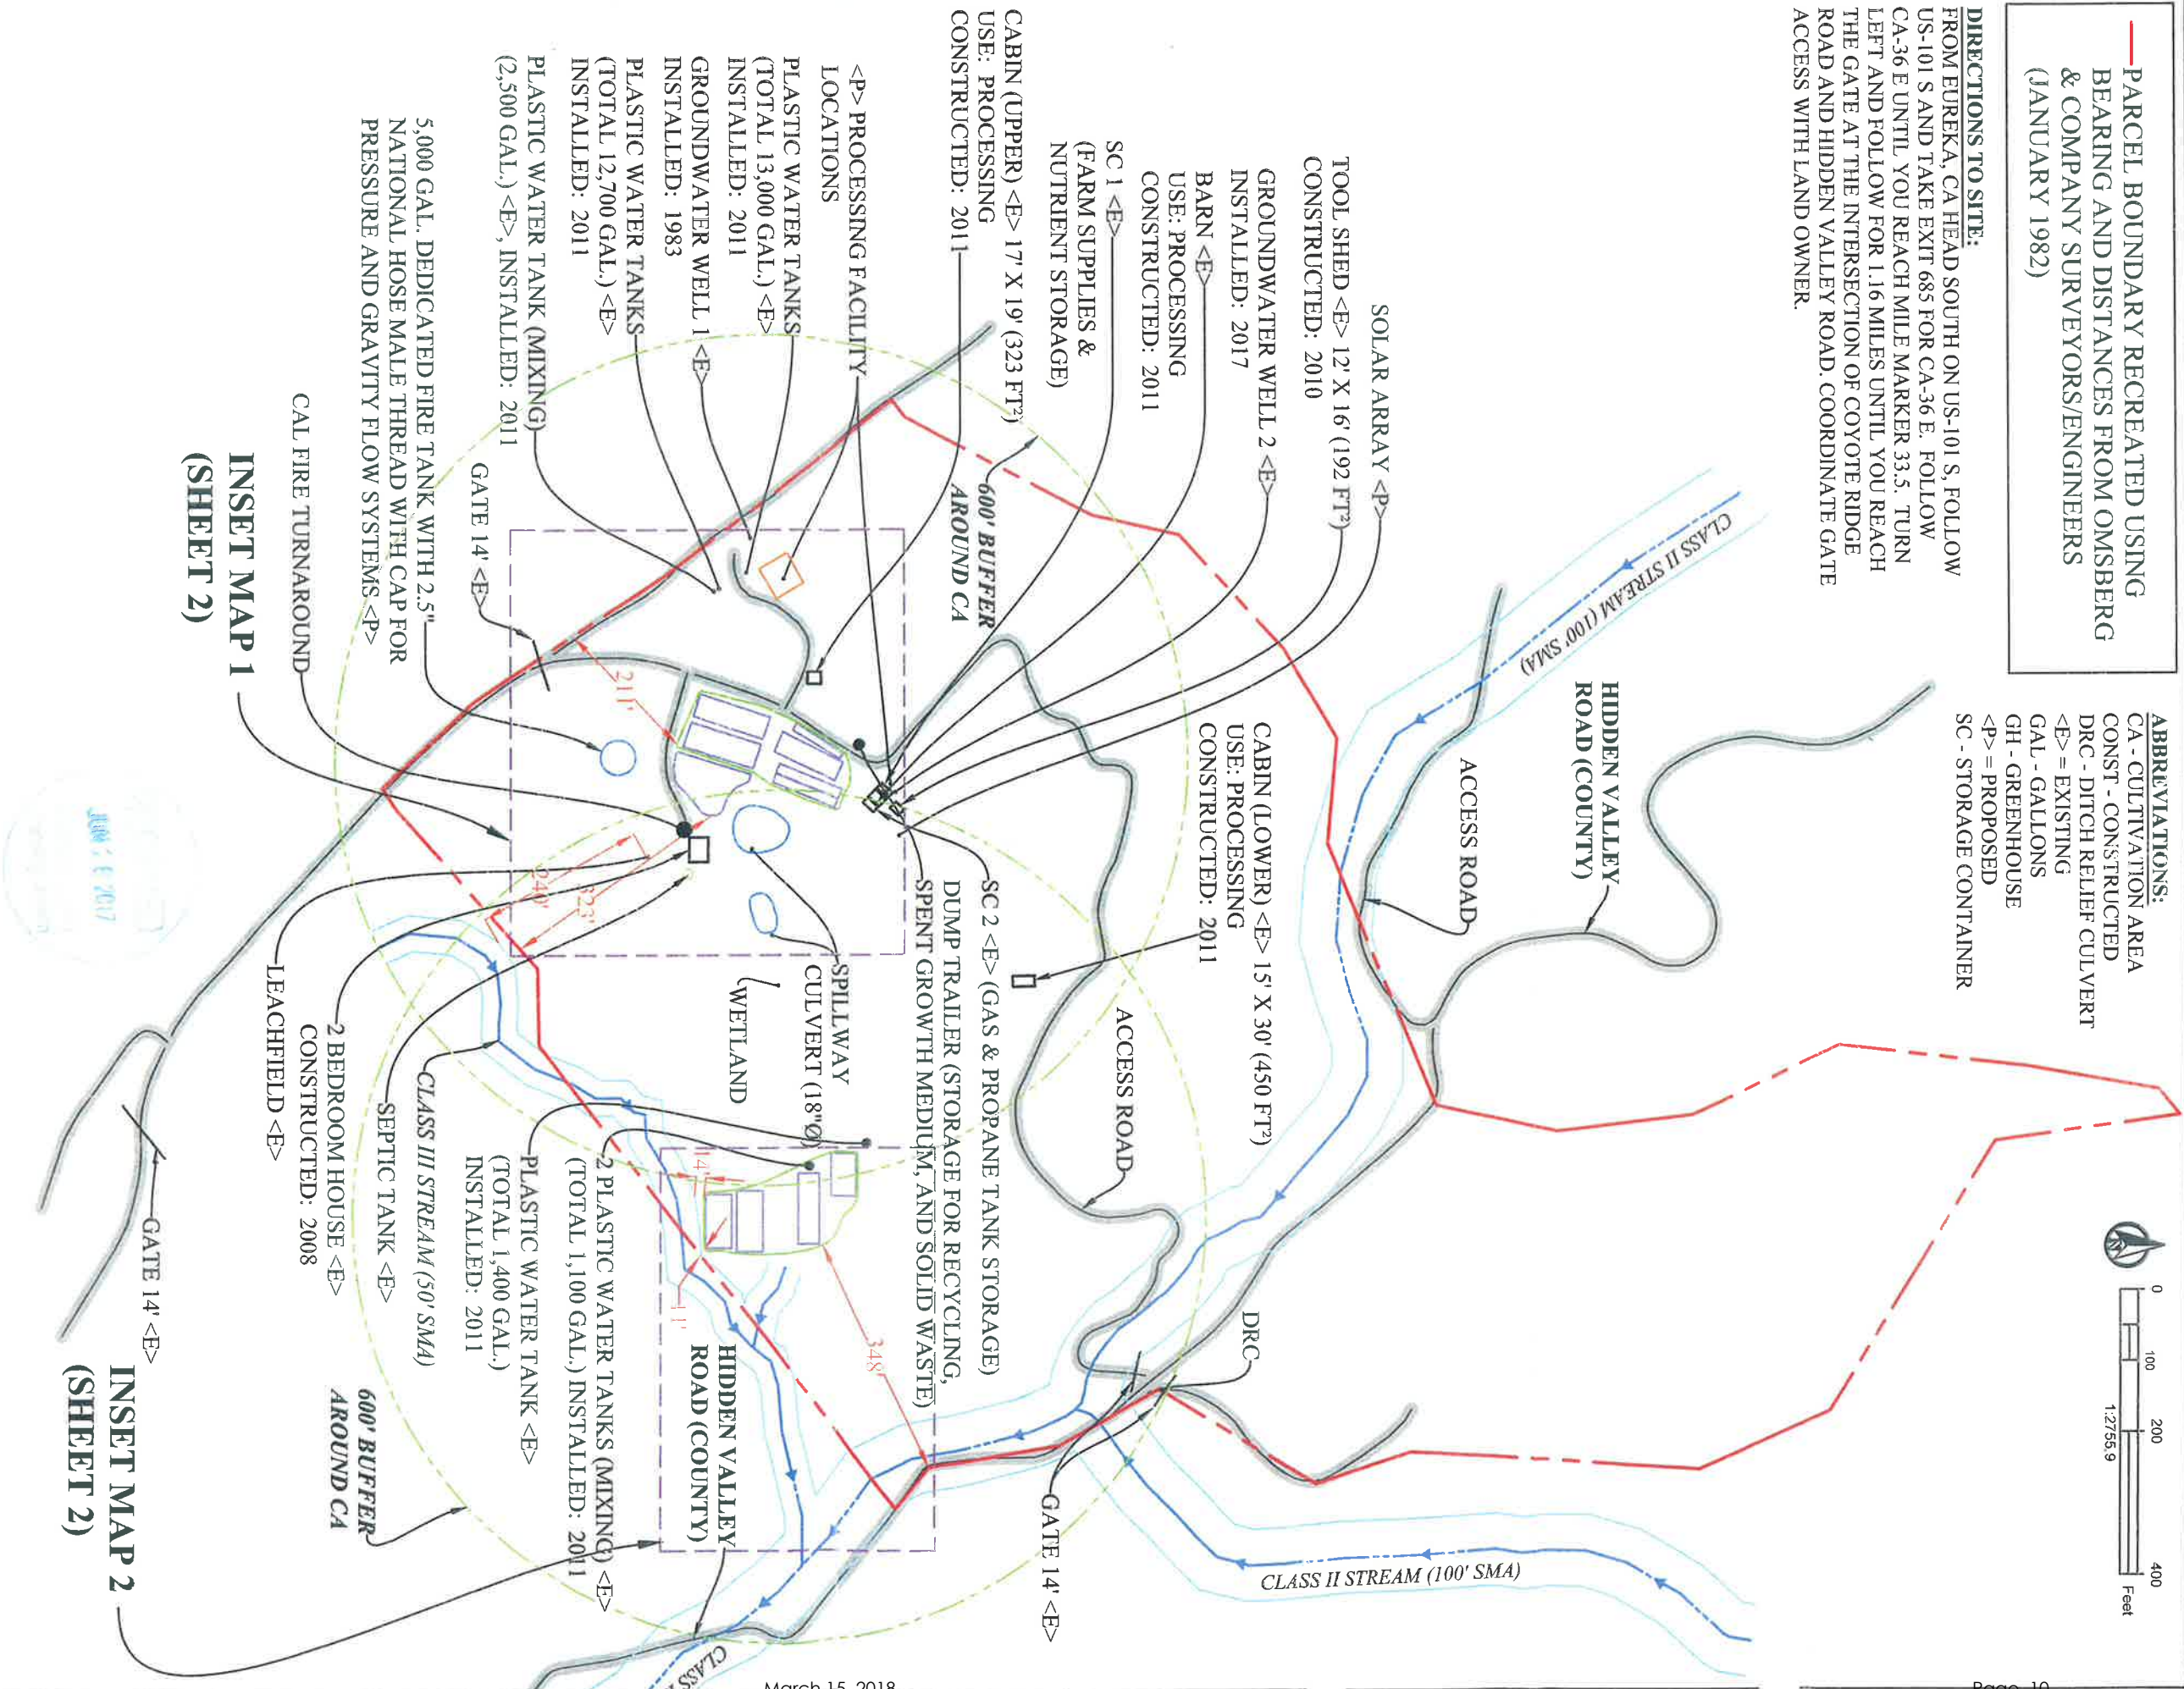 PARCEL BOUNDARY RECREATED USING
BEARING AND DISTANCES FROM OMSBERG
& COMPANY SURVEYORS/ENGINEERS
(JANUARY 1982)
DIRECTIONS TO SITE:
FROM EUREKA, CA HEAD SOUTH ON US-101 S, FOLLOW
US-101 S AND TAKE EXIT 685 FOR CA-36 E. FOLLOW
CA-36 E UNTIL YOU REACH MILE MARKER 33.5. TURN
LEFT AND FOLLOW FOR 1.16 MILES UNTIL YOU REACH
THE GATE AT THE INTERSECTION OF COYOTE RIDGE
ROAD AND HIDDEN VALLEY ROAD. COORDINATE GATE
ACCESS WITH LAND OWNER.
ABBREVIATIONS:
CA - CULTIVATION AREA
CONST - CONSTRUCTED
DRC - DITCH RELIEF CULVERT
<E> = EXISTING
GAL - GALLONS
GH - GREENHOUSE
<P> = PROPOSED
SC - STORAGE CONTAINER
N
0
100
200
400
Feet
1:2755.9
CLASS II STREAM (100' SMA)
HIDDEN VALLEY
ROAD (COUNTY)
ACCESS ROAD
SOLAR ARRAY <P>
TOOL SHED <E> 12' X 16' (192 FT²)
CONSTRUCTED: 2010
GROUNDWATER WELL 2 <E>
INSTALLED: 2017
BARN <E>
USE: PROCESSING
CONSTRUCTED: 2011
SC 1 <E>
(FARM SUPPLIES &
NUTRIENT STORAGE)
CABIN (UPPER) <E> 17' X 19' (323 FT²)
USE: PROCESSING
CONSTRUCTED: 2011
600' BUFFER
AROUND CA
<P> PROCESSING FACILITY
LOCATIONS
PLASTIC WATER TANKS
(TOTAL 13,000 GAL.) <E>
INSTALLED: 2011
GROUNDWATER WELL 1 <E>
INSTALLED: 1983
PLASTIC WATER TANKS
(TOTAL 12,700 GAL.) <E>
INSTALLED: 2011
PLASTIC WATER TANK (MIXING)
(2,500 GAL.) <E>, INSTALLED: 2011
GATE 14' <E>
5,000 GAL. DEDICATED FIRE TANK WITH 2.5"
NATIONAL HOSE MALE THREAD WITH CAP FOR
PRESSURE AND GRAVITY FLOW SYSTEMS <P>
CAL FIRE TURNAROUND
INSET MAP 1
(SHEET 2)
CABIN (LOWER) <E> 15' X 30' (450 FT²)
USE: PROCESSING
CONSTRUCTED: 2011
ACCESS ROAD
SC 2 <E> (GAS & PROPANE TANK STORAGE)
DUMP TRAILER (STORAGE FOR RECYCLING,
SPENT GROWTH MEDIUM, AND SOLID WASTE)
SPILLWAY
CULVERT (18"Ø)
WETLAND
211'
240'
323'
14'
11'
348'
DRC
GATE 14' <E>
CLASS II STREAM (100' SMA)
HIDDEN VALLEY
ROAD (COUNTY)
2 PLASTIC WATER TANKS (MIXING) <E>
(TOTAL 1,100 GAL.) INSTALLED: 2011
PLASTIC WATER TANK <E>
(TOTAL 1,400 GAL.)
INSTALLED: 2011
CLASS III STREAM (50' SMA)
SEPTIC TANK <E>
2 BEDROOM HOUSE <E>
CONSTRUCTED: 2008
LEACHFIELD <E>
GATE 14' <E>
600' BUFFER
AROUND CA
INSET MAP 2
(SHEET 2)
CLASS
2017
March 15, 2018
Page 10